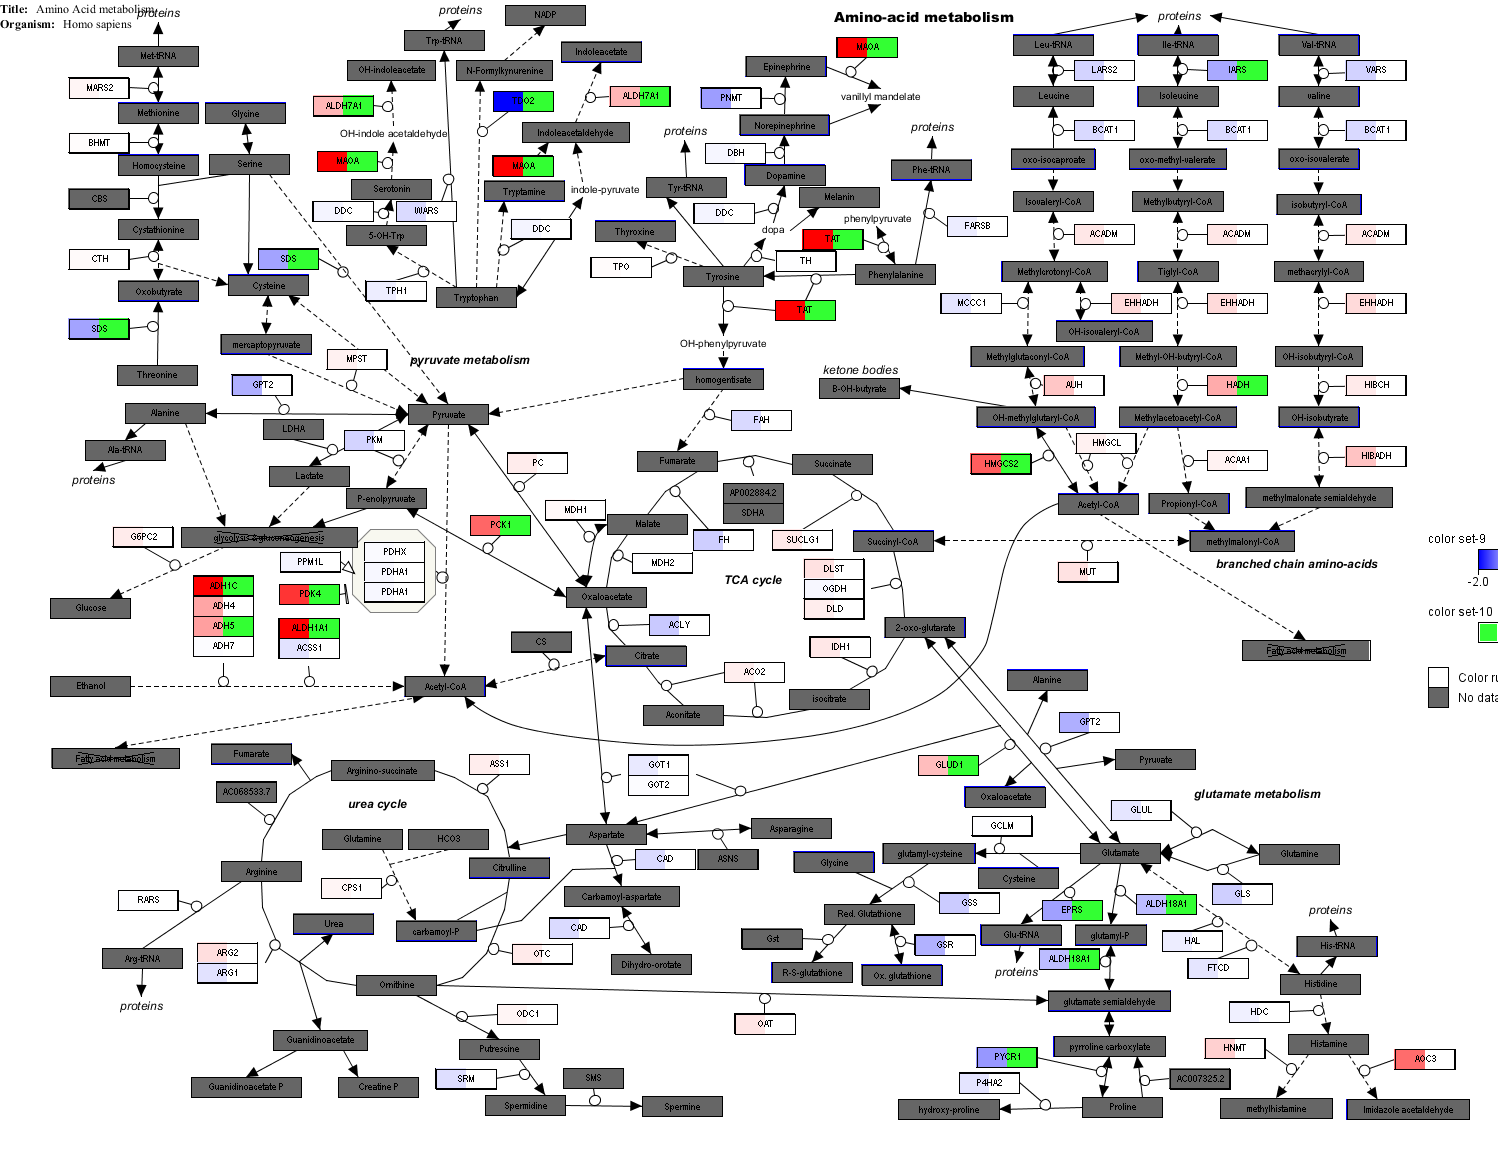 Title: Amino Acid metabolism
Organism: Homo sapiens
Amino-acid metabolism
proteins
Met-tRNA
MARS2
Methionine
Glycine
BHMT
Homocysteine
Serine
CBS
Cystathionine
CTH
SDS
Cysteine
Oxobutyrate
SDS
mercaptopyruvate
Threonine
MPST
GPT2
proteins
Trp-tRNA
NADP
OH-indoleacetate
N-Formylkynurenine
Indoleacetate
ALDH7A1
ALDH7A1
OH-indole acetaldehyde
Indoleacetaldehyde
MAOA
MAOA
Serotonin
Tryptamine
indole-pyruvate
DDC
WARS
DDC
5-OH-Trp
TPH1
Tryptophan
pyruvate metabolism
MAOA
Epinephrine
PNMT
vanillyl mandelate
Norepinephrine
proteins
proteins
DBH
Dopamine
Phe-tRNA
Tyr-tRNA
Melanin
DDC
phenylpyruvate
FARSB
Thyroxine
dopa
TAT
TPO
TH
Tyrosine
Phenylalanine
TAT
OH-phenylpyruvate
homogentisate
FAH
ketone bodies
B-OH-butyrate
proteins
Leu-tRNA
Ile-tRNA
Val-tRNA
LARS2
IARS
VARS
Leucine
Isoleucine
valine
BCAT1
BCAT1
BCAT1
oxo-isocaproate
oxo-methyl-valerate
oxo-isovalerate
Isovaleryl-CoA
Methylbutyryl-CoA
isobutyryl-CoA
ACADM
ACADM
ACADM
Methylcrotonyl-CoA
Tiglyl-CoA
methacrylyl-CoA
MCCC1
EHHADH
EHHADH
EHHADH
OH-isovaleryl-CoA
Methylglutaconyl-CoA
Methyl-OH-butyryl-CoA
OH-isobutyryl-CoA
AUH
HADH
HIBCH
OH-methylglutaryl-CoA
Methylacetoacetyl-CoA
OH-isobutyrate
HMGCL
HMGCS2
ACAA1
HIBADH
Acetyl-CoA
Propionyl-CoA
methylmalonate semialdehyde
methylmalonyl-CoA
MUT
branched chain amino-acids
Fatty acid metabolism
color set-9
-2.0
color set-10
Color ru
No data
Alanine
Pyruvate
LDHA
PKM
Ala-tRNA
proteins
Lactate
P-enolpyruvate
glycolysis & gluconeogenesis
G6PC2
PPM1L
PDHX
PDHA1
PDHA1
PCK1
PC
Glucose
ADH1C
ADH4
ADH5
ADH7
PDK4
ALDH1A1
ACSS1
Ethanol
Acetyl-CoA
Fatty acid metabolism
Fumarate
Succinate
AP002884.2
SDHA
MDH1
Malate
FH
SUCLG1
Succinyl-CoA
MDH2
TCA cycle
DLST
OGDH
DLD
Oxaloacetate
ACLY
2-oxo-glutarate
CS
Citrate
IDH1
ACO2
isocitrate
Aconitate
Fumarate
Arginino-succinate
ASS1
AC068533.7
urea cycle
Glutamine
HCO3
Citrulline
Arginine
CPS1
RARS
Urea
carbamoyl-P
Arg-tRNA
ARG2
ARG1
OTC
proteins
Ornithine
ODC1
Guanidinoacetate
Putrescine
Guanidinoacetate P
Creatine P
SRM
SMS
Spermidine
Spermine
GOT1
GOT2
Aspartate
Asparagine
CAD
ASNS
Carbamoyl-aspartate
CAD
Dihydro-orotate
OAT
Alanine
GPT2
GLUD1
Pyruvate
Oxaloacetate
glutamate metabolism
GLUL
GCLM
Glycine
glutamyl-cysteine
Glutamate
Glutamine
Cysteine
GSS
GLS
Red. Glutathione
EPRS
ALDH18A1
proteins
Gst
GSR
Glu-tRNA
glutamyl-P
HAL
His-tRNA
R-S-glutathione
Ox. glutathione
proteins
ALDH18A1
FTCD
Histidine
glutamate semialdehyde
HDC
pyrroline carboxylate
HNMT
Histamine
AOC3
PYCR1
P4HA2
AC007325.2
hydroxy-proline
Proline
methylhistamine
Imidazole acetaldehyde